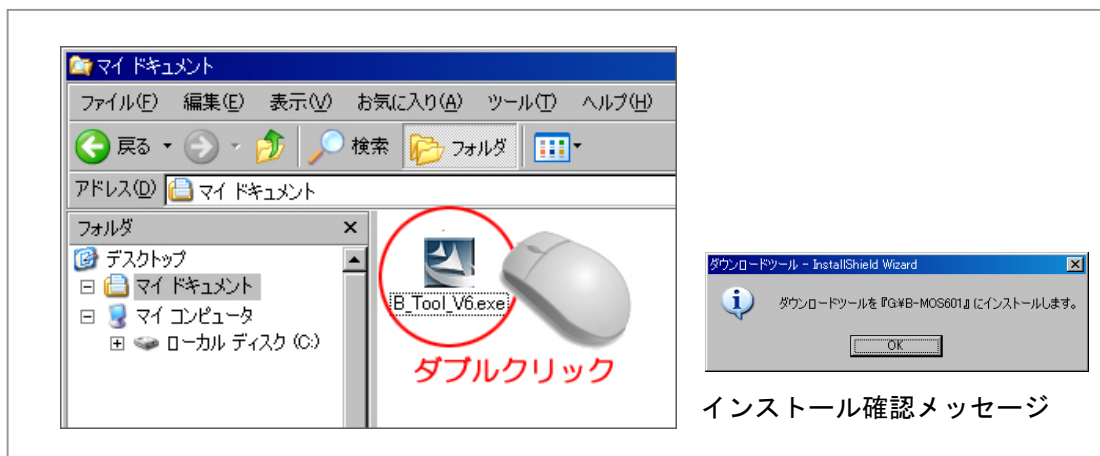 マイ ドキュメント
ファイル(F) 編集(E) 表示(V) お気に入り(A) ツール(T) ヘルプ(H)
戻る 検索 フォルダ
アドレス(D) マイ ドキュメント
フォルダ ×
デスクトップ
マイ ドキュメント
マイ コンピュータ
ローカル ディスク (C:)
B_Tool_V6.exe
ダブルクリック
ダウンロードツール - InstallShield Wizard
ダウンロードツールを『G:¥B-MOS601』にインストールします。
OK
インストール確認メッセージ